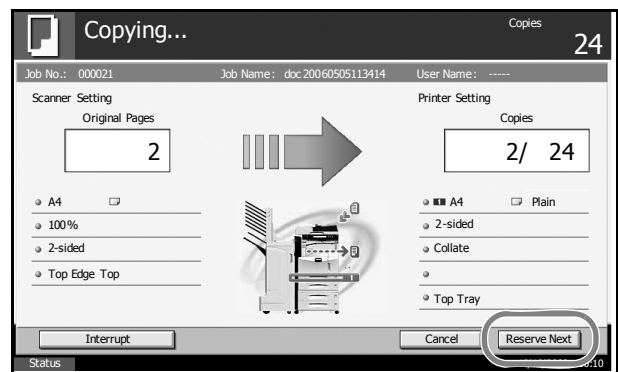 Copying...
Copies
24
Job No.: 000021 Job Name: doc20060505113414 User Name: -----
Scanner Setting
Original Pages
2
A4
100%
2-sided
Top Edge Top
Printer Setting
Copies
2/ 24
1 A4 Plain
2-sided
Collate
Top Tray
Interrupt
Cancel
Reserve Next
Status